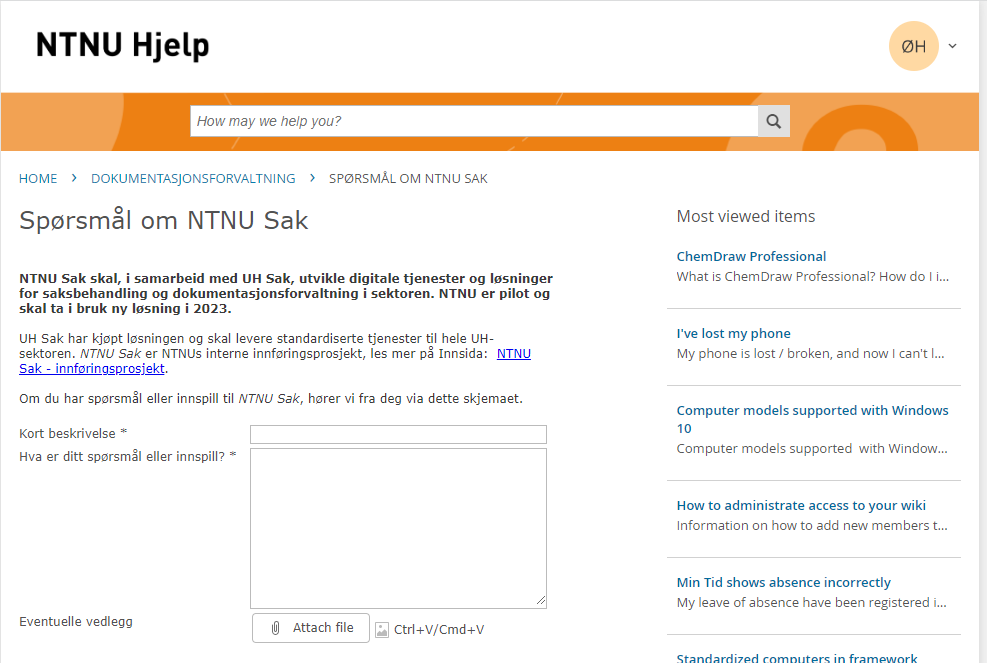 NTNU Hjelp
ØH
How may we help you?
HOME > DOKUMENTASJONSFORVALTNING > SPØRSMÅL OM NTNU SAK
Spørsmål om NTNU Sak
NTNU Sak skal, i samarbeid med UH Sak, utvikle digitale tjenester og løsninger
for saksbehandling og dokumentasjonsforvaltning i sektoren. NTNU er pilot og
skal ta i bruk ny løsning i 2023.
UH Sak har kjøpt løsningen og skal levere standardiserte tjenester til hele UH-
sektoren. NTNU Sak er NTNUs interne innføringsprosjekt, les mer på Innsida: NTNU
Sak - innføringsprosjekt.
Om du har spørsmål eller innspill til NTNU Sak, hører vi fra deg via dette skjemaet.
Kort beskrivelse *
Hva er ditt spørsmål eller innspill? *
Eventuelle vedlegg
Attach file
Ctrl+V/Cmd+V
Most viewed items
ChemDraw Professional
What is ChemDraw Professional? How do I i...
I've lost my phone
My phone is lost / broken, and now I can't l...
Computer models supported with Windows
10
Computer models supported with Window...
How to administrate access to your wiki
Information on how to add new members t...
Min Tid shows absence incorrectly
My leave of absence have been registered i...
Standardized computers in framework